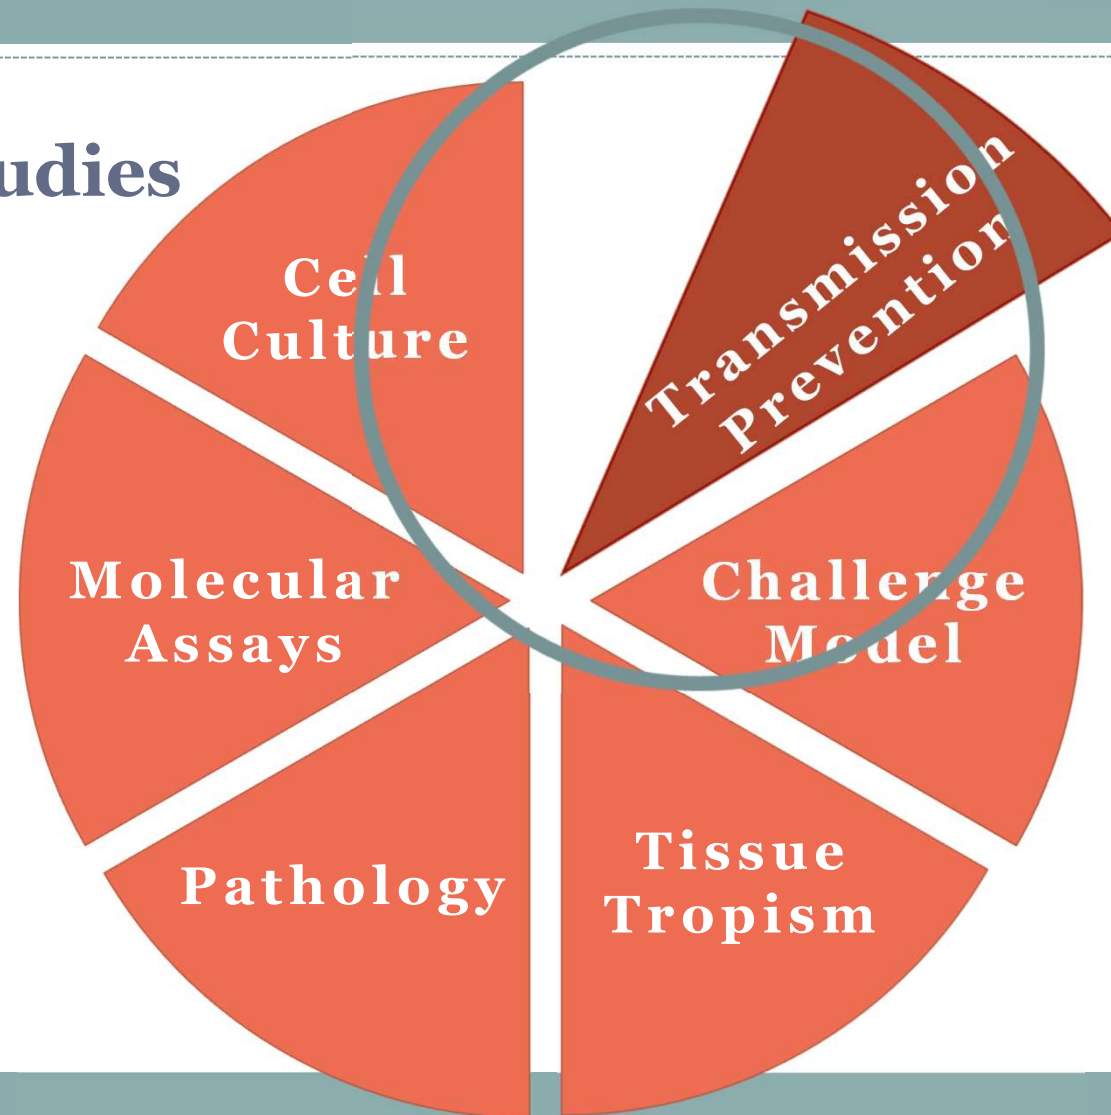 udies
Cell
Culture
Transmission
Prevention
Molecular
Assays
Challenge
Model
Pathology
Tissue
Tropism